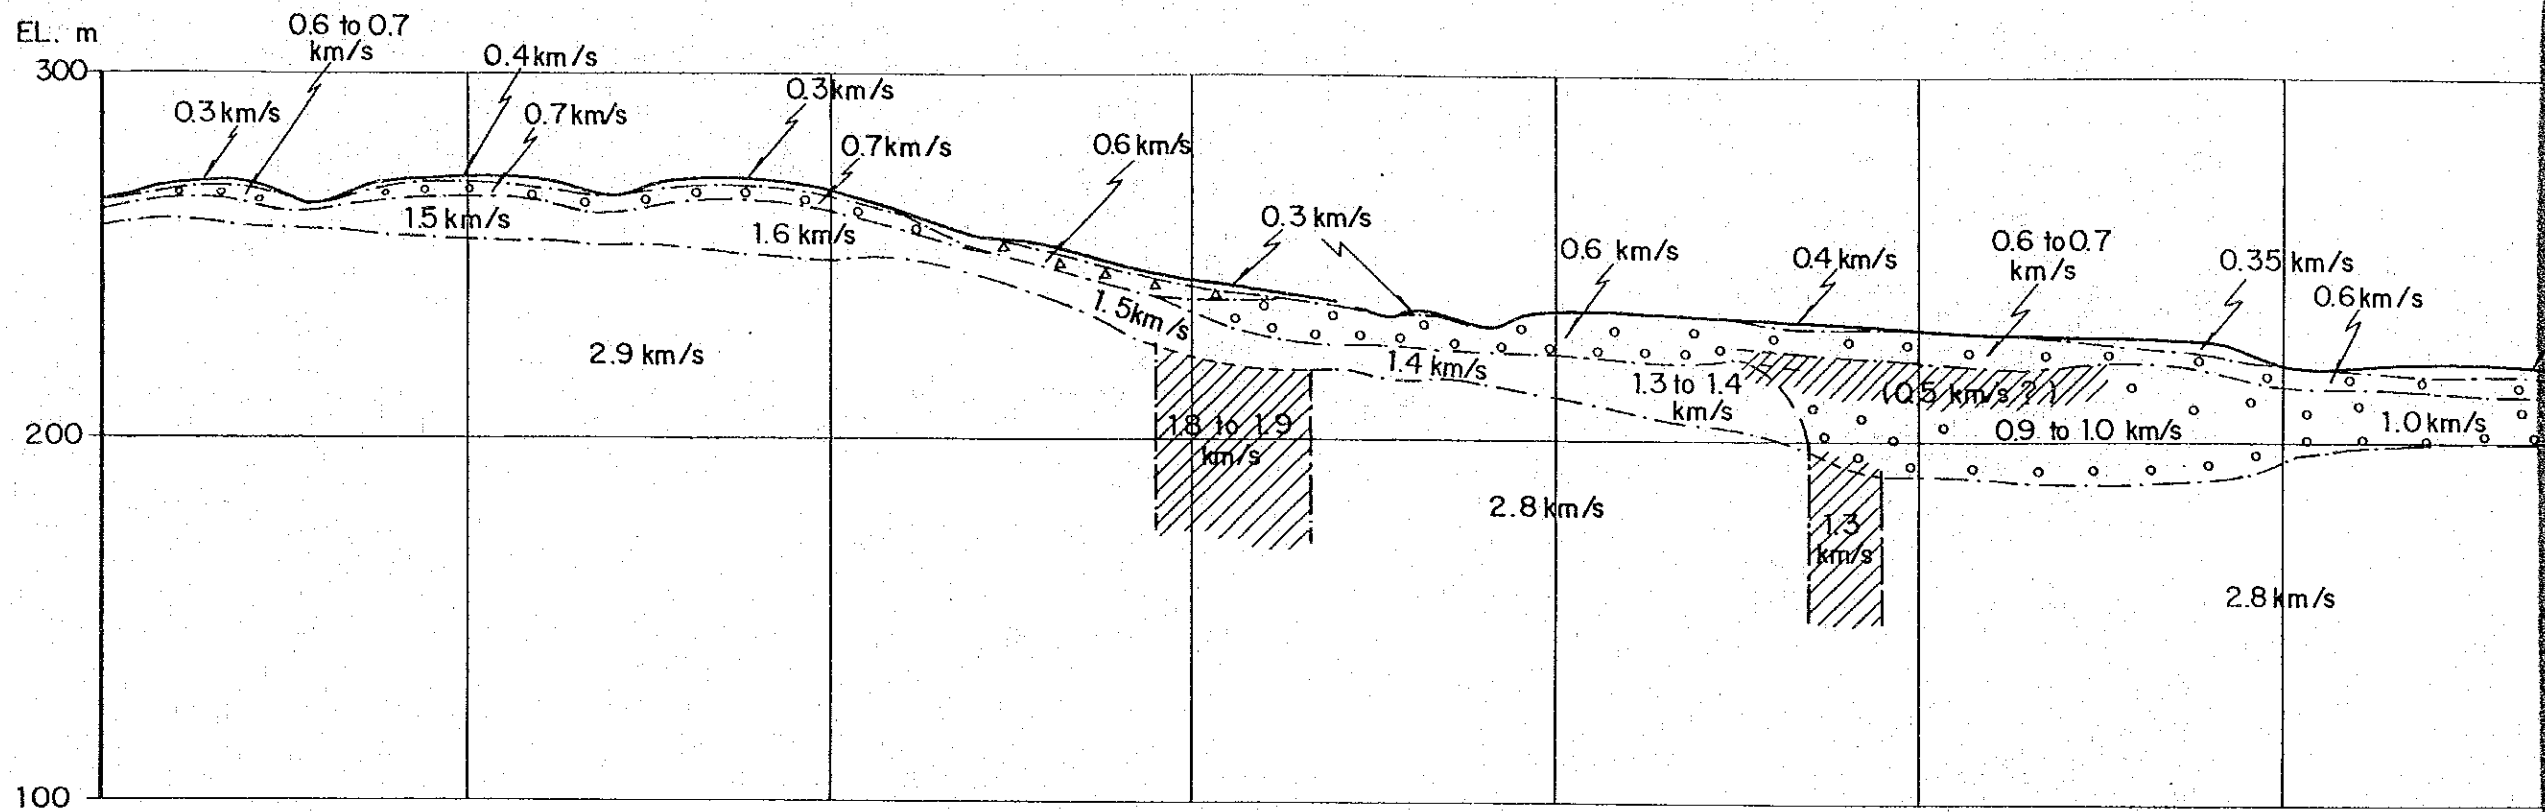 EL. m
300
200
100
0.3 km/s
0.6 to 0.7
km/s
0.4 km/s
0.7 km/s
0.3 km/s
0.7 km/s
0.6 km/s
1.5 km/s
1.6 km/s
2.9 km/s
1.5 km/s
0.3 km/s
1.8 to 1.9
km/s
1.4 km/s
0.6 km/s
1.3 to 1.4
km/s
2.8 km/s
0.4 km/s
0.6 to 0.7
km/s
(0.5 km/s ?)
0.9 to 1.0 km/s
1.3
km/s
0.35 km/s
0.6 km/s
1.0 km/s
2.8 km/s